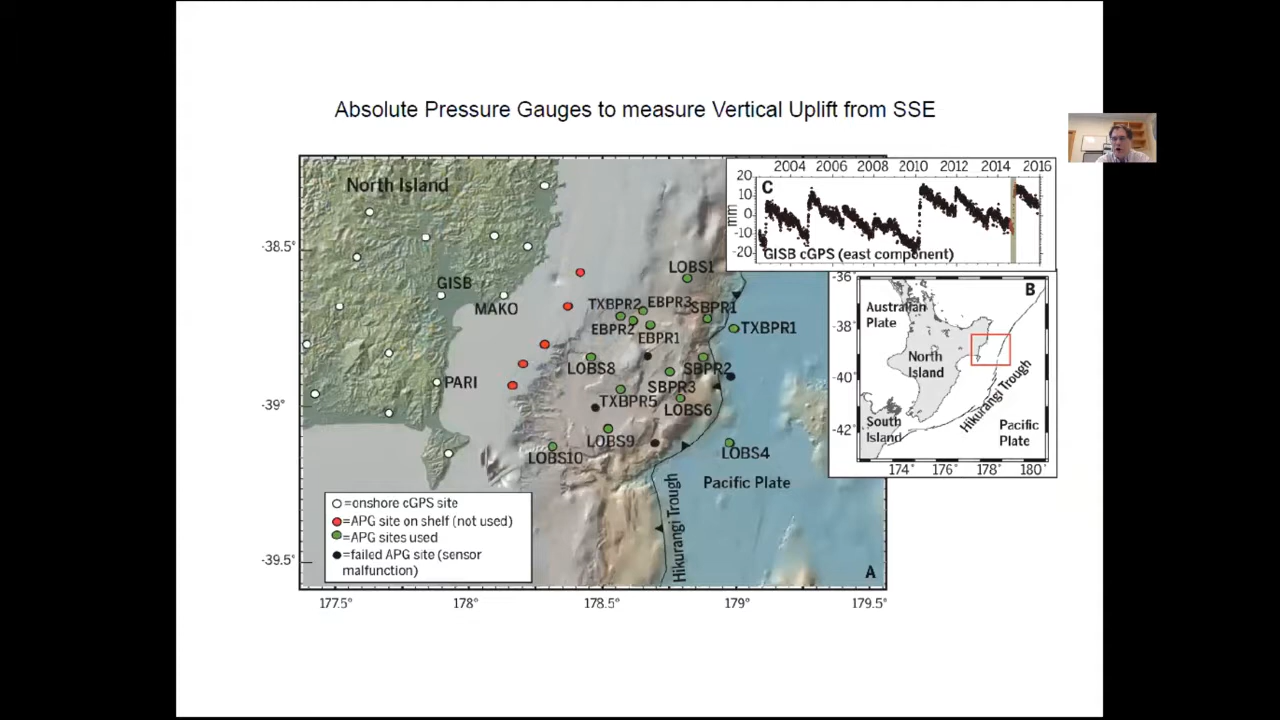 Absolute Pressure Gauges to measure Vertical Uplift from SSE
North Island
2004 2006 2008 2010 2012 2014 2016
20
10
0
-10
-20
mm
C
GISB cGPS (east component)
-38.5°
-39°
-39.5°
GISB
MAKO
PARI
LOBS1
TXBPR2
EBPR3
SBPR1
EBPR2
EBPR1
TXBPR1
LOBS8
SBPR2
SBPR3
TXBPR5
LOBS6
LOBS9
LOBS10
LOBS4
Pacific Plate
Hikurangi Trough
A
-36
-38
-40
-42
B
Australian
Plate
North
Island
Hikurangi Trough
South
Island
Pacific
Plate
174° 176° 178° 180°
=onshore cGPS site
=APG site on shelf (not used)
=APG sites used
=failed APG site (sensor
malfunction)
177.5° 178° 178.5° 179° 179.5°